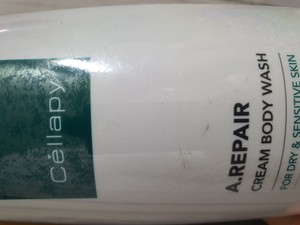 Cellapy
A.REPAIR
CREAM BODY WASH
FOR DRY & SENSITIVE SKIN